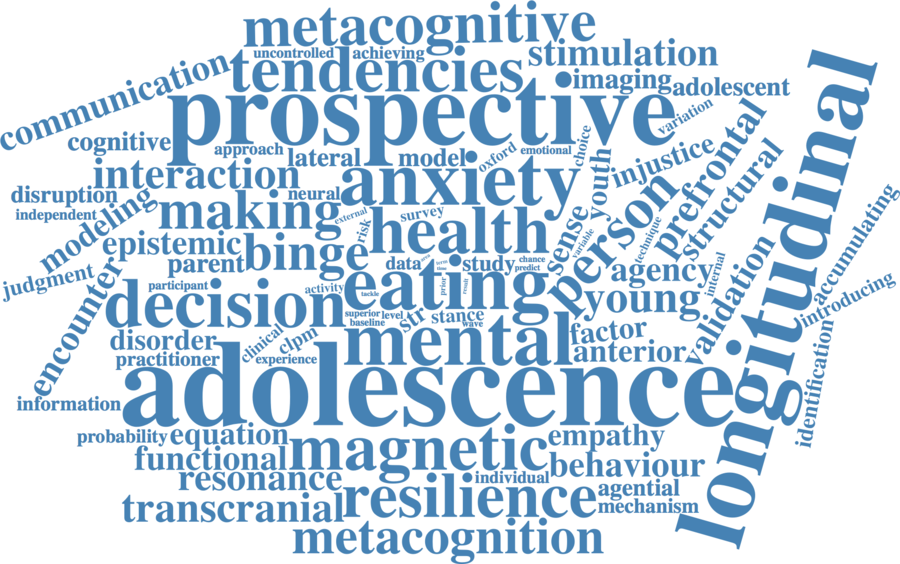 metacognitive
uncontrolled
achieving
stimulation
communication
tendencies
imaging
adolescent
prospective
variation
cognitive
approach
lateral
model
oxford
emotional
choice
injustice
prefrontal
longitudinal
disruption
interaction
neural
anxiety
youth
structural
independent
modeling
making
external
survey
risk
health
sense
person
technique
variable
accumulating
epistemic
binge
parent
data
area
term
time
study
chance
predict
agency
internal
validation
introducing
judgment
participant
activity
tackle
eating
prior
result
young
encounter
decision
superior
level
baseline
str
stance
wave
factor
identification
disorder
clinical
clpm
mental
anterior
practitioner
experience
information
adolescence
probability
equation
magnetic
empathy
functional
behaviour
resonance
individual
agential
transcranial
resilience
mechanism
metacognition